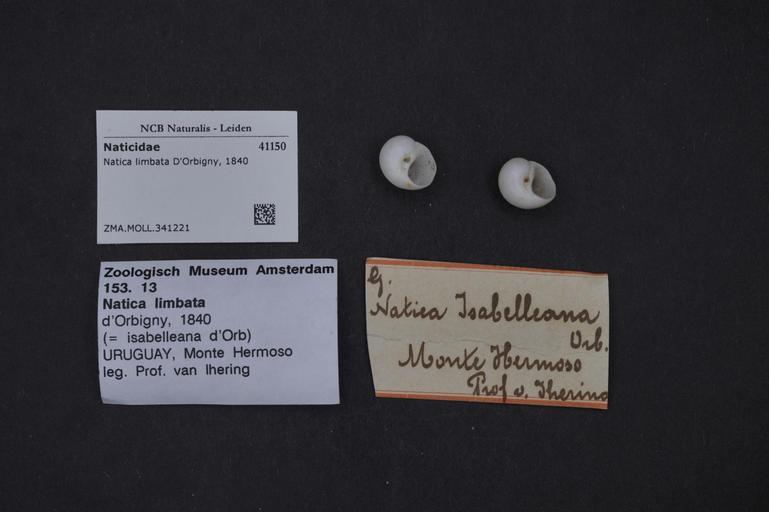 NCB Naturalis - Leiden
Naticidae 41150
Natica limbata D'Orbigny, 1840
ZMA.MOLL.341221
Zoologisch Museum Amsterdam
153. 13
Natica limbata
d'Orbigny, 1840
(= isabelleana d'Orb)
URUGUAY, Monte Hermoso
leg. Prof. van Ihering
G.
Natica Isabelleana
Orb.
Monte Hermoso
Prof v. Ihering